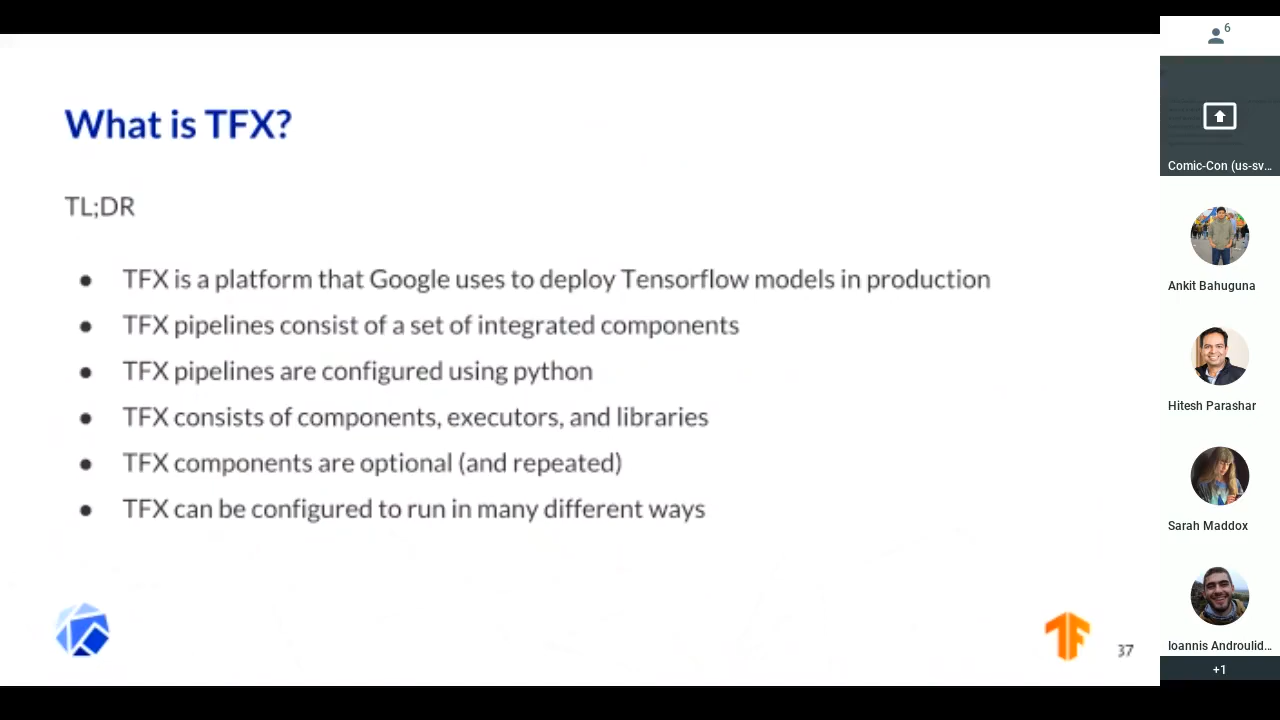 What is TFX?
TL;DR
● TFX is a platform that Google uses to deploy Tensorflow models in production
● TFX pipelines consist of a set of integrated components
● TFX pipelines are configured using python
● TFX consists of components, executors, and libraries
● TFX components are optional (and repeated)
● TFX can be configured to run in many different ways
37
6
Comic-Con (us-sv...
Ankit Bahuguna
Hitesh Parashar
Sarah Maddox
Ioannis Androulid...
+1